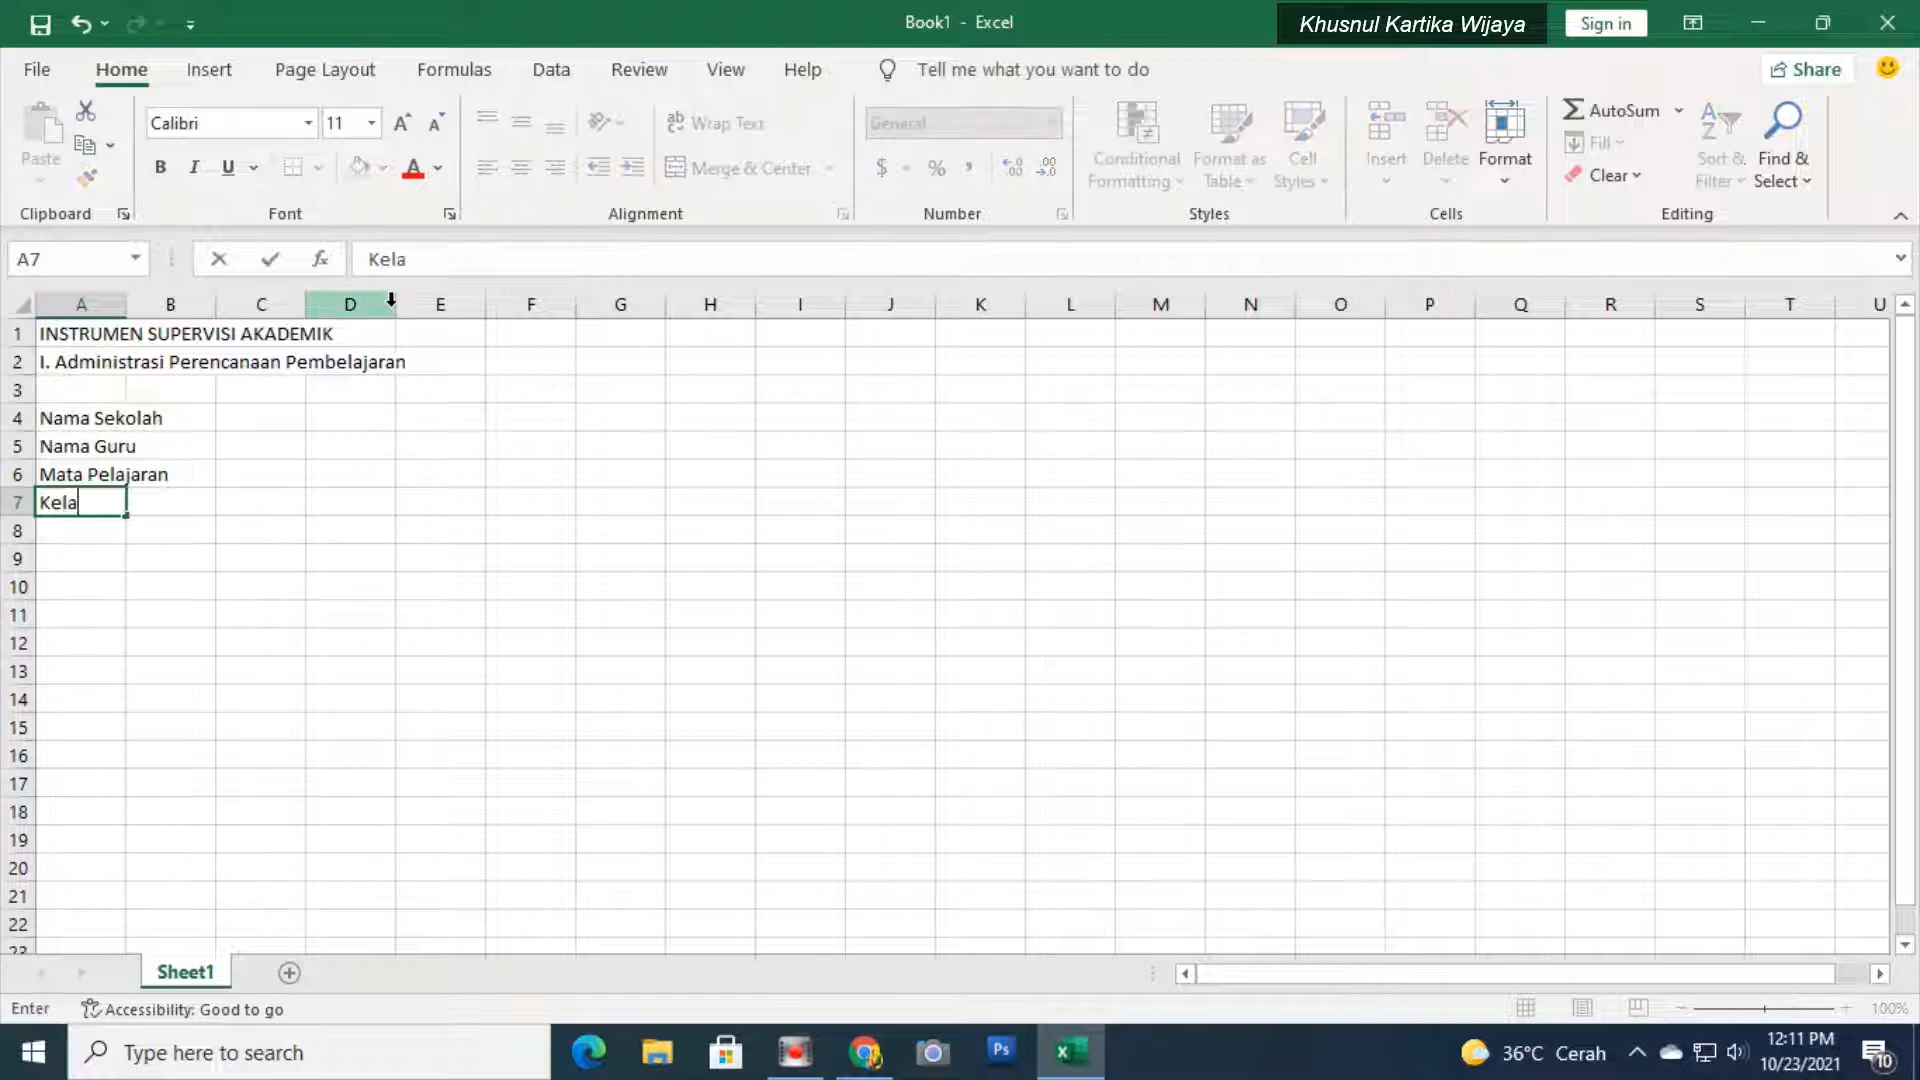 Book1 - Excel
Khusnul Kartika Wijaya
Sign in
File Home Insert Page Layout Formulas Data Review View Help Tell me what you want to do Share
Paste
Calibri 11
B I U A
ab Wrap Text
Merge & Center
General
$ % ,
Conditional Formatting
Format as Table
Cell Styles
Insert Delete Format
AutoSum
Fill
Clear
Sort & Filter
Find & Select
Clipboard Font Alignment Number Styles Cells Editing
A7 fx Kela
A B C D E F G H I J K L M N O P Q R S T U
1 INSTRUMEN SUPERVISI AKADEMIK
2 I. Administrasi Perencanaan Pembelajaran
3
4 Nama Sekolah
5 Nama Guru
6 Mata Pelajaran
7 Kela
8
9
10
11
12
13
14
15
16
17
18
19
20
21
22
23
Sheet1
Enter Accessibility: Good to go 100%
Type here to search
Ps
36°C Cerah
12:11 PM
10/23/2021
10